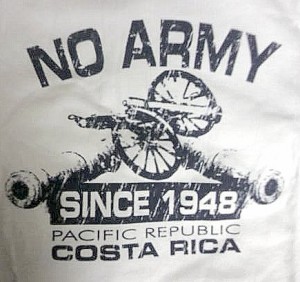 NO ARMY
SINCE 1948
PACIFIC REPUBLIC
COSTA RICA